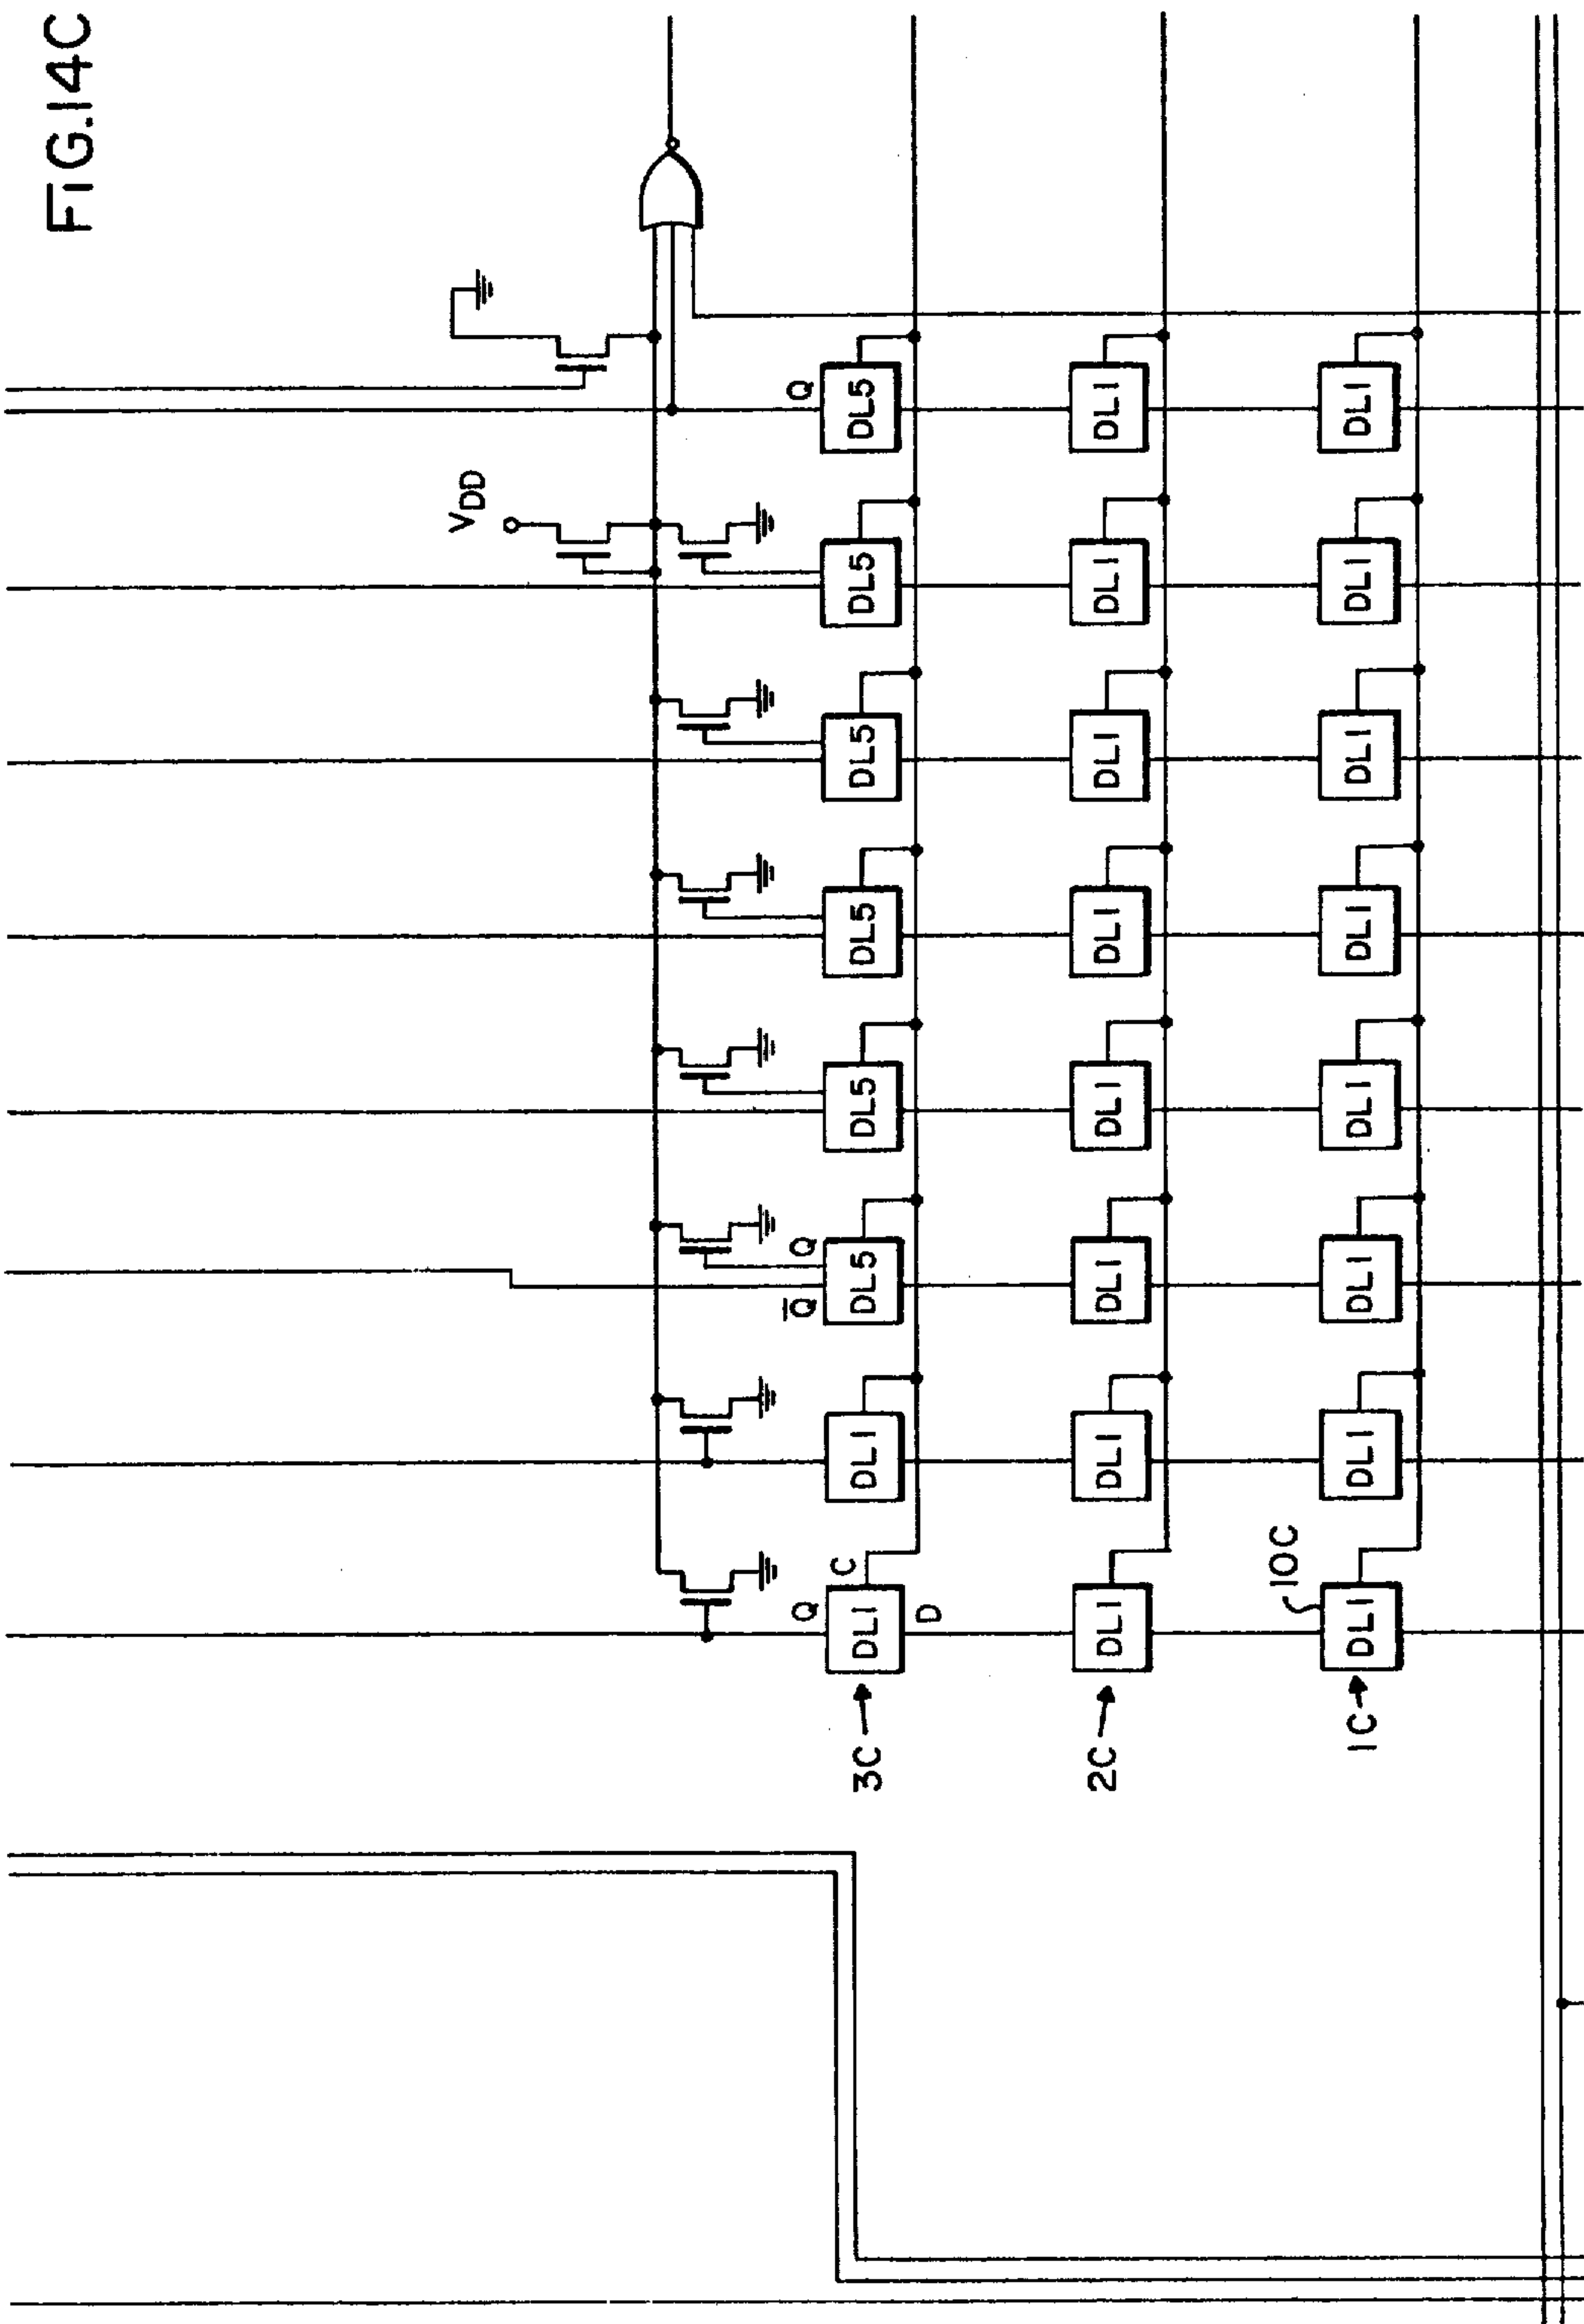 FIG.14C
VDD
Q Q̅ Q Q
C
3C DL1 DL1 DL5 DL5 DL5 DL5 DL5 DL5
D
2C DL1 DL1 DL1 DL1 DL1 DL1 DL1 DL1
10C
1C DL1 DL1 DL1 DL1 DL1 DL1 DL1 DL1